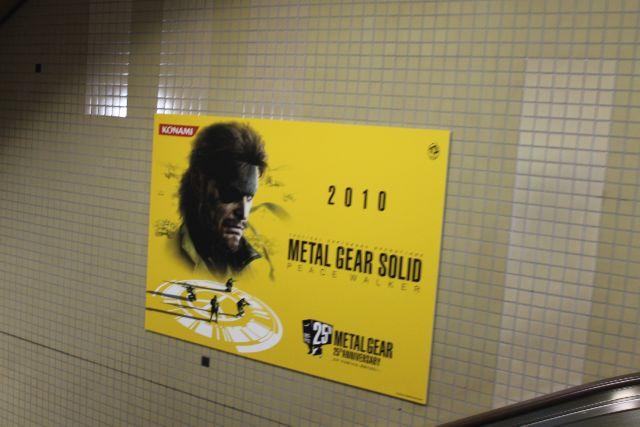 KONAMI
2010
METAL GEAR SOLID
PEACE WALKER
25th
METAL GEAR
25th ANNIVERSARY